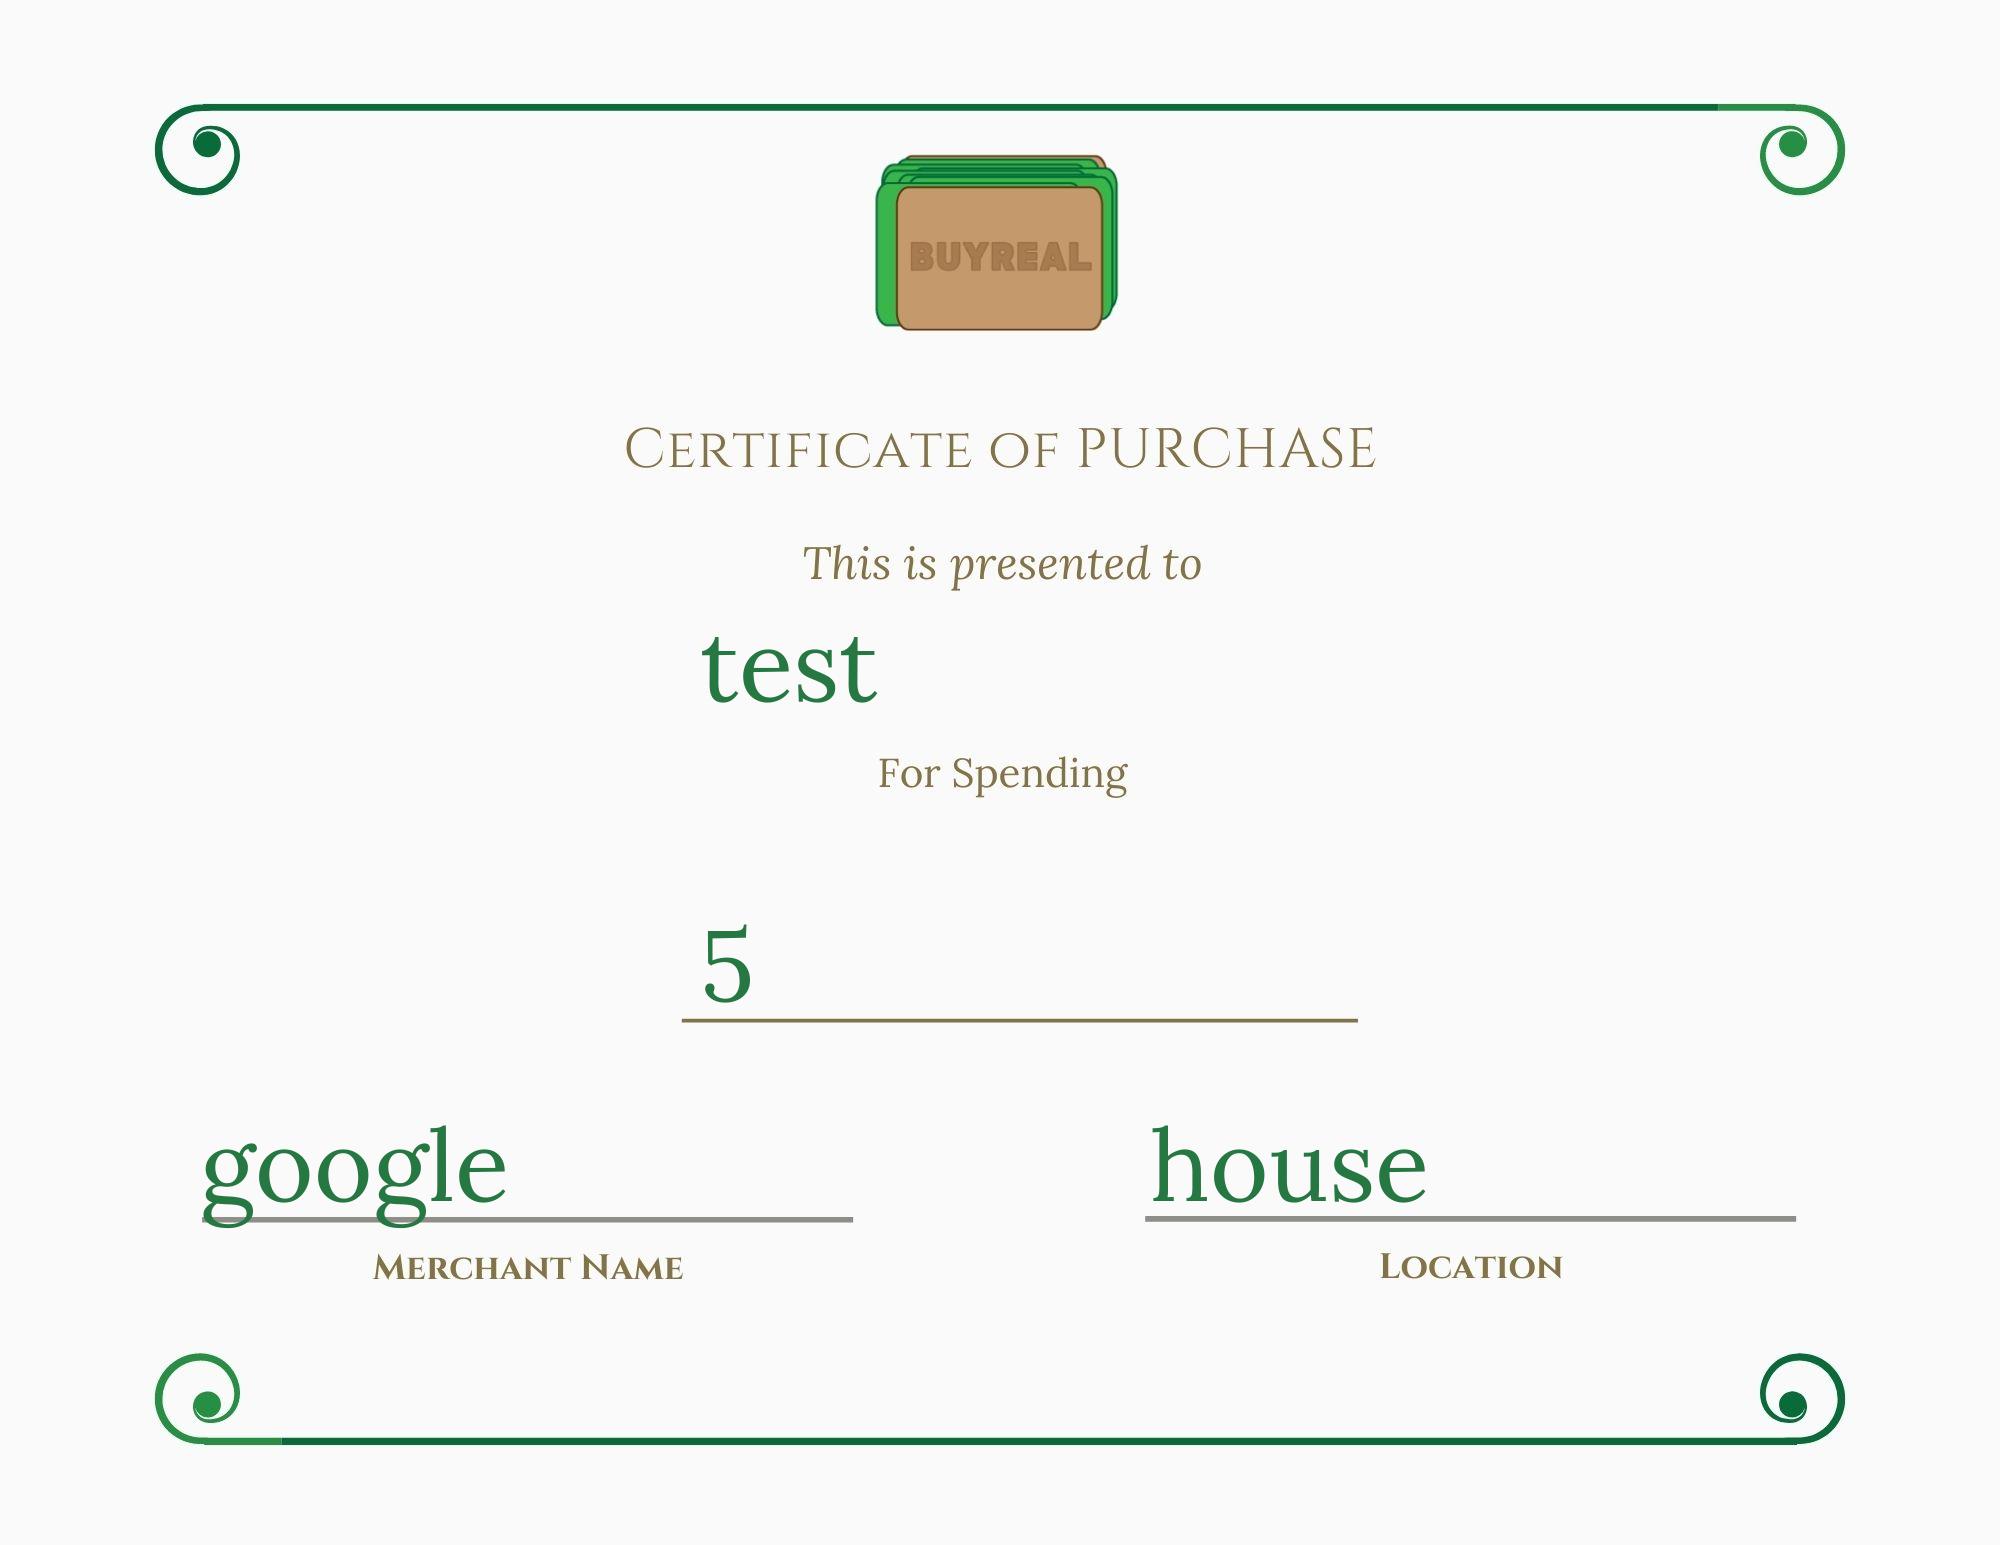 BUYREAL
Certificate of PURCHASE
This is presented to
test
For Spending
5
google
house
Merchant Name
Location